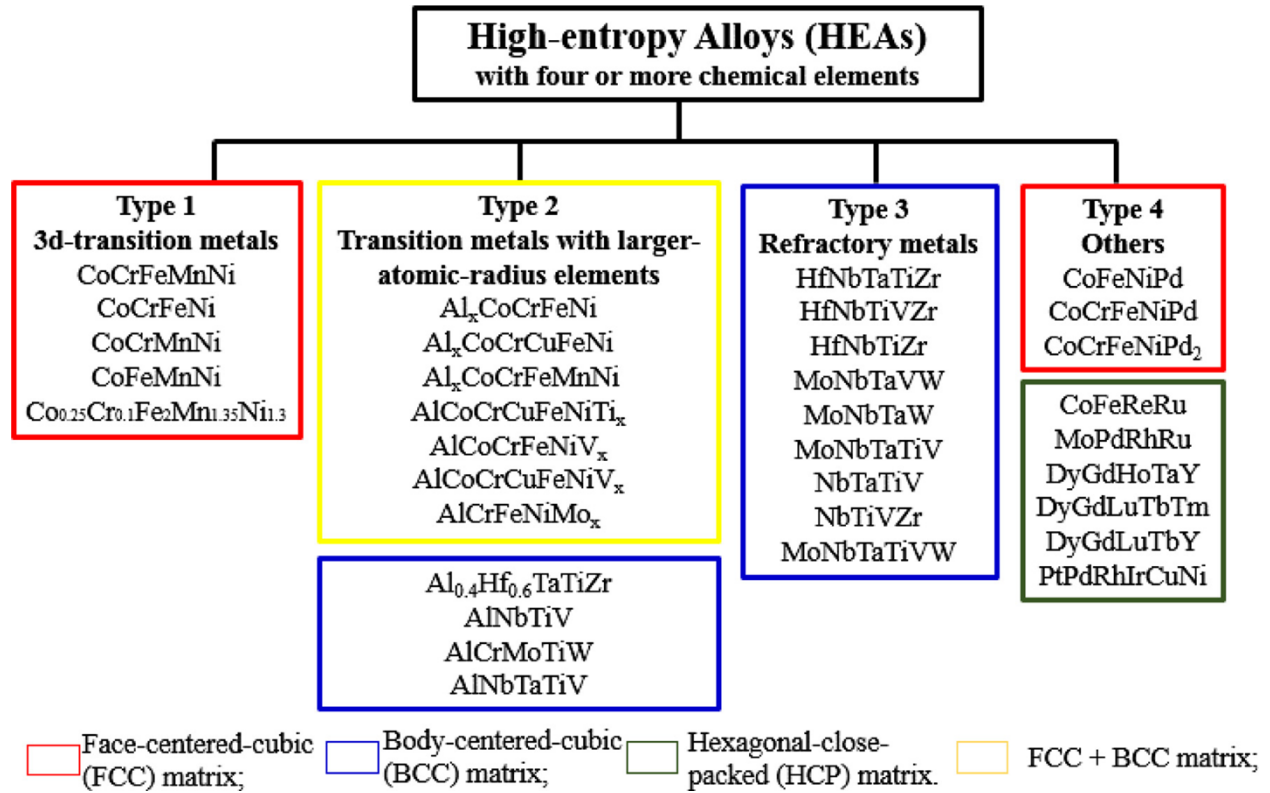 High-entropy Alloys (HEAs)
with four or more chemical elements
Type 1
3d-transition metals
CoCrFeMnNi
CoCrFeNi
CoCrMnNi
CoFeMnNi
Co₀.₂₅Cr₀.₁Fe₂Mn₁.₃₅Ni₁.₃
Type 2
Transition metals with larger-
atomic-radius elements
AlₓCoCrFeNi
AlₓCoCrCuFeNi
AlₓCoCrFeMnNi
AlCoCrCuFeNiTiₓ
AlCoCrFeNiVₓ
AlCoCrCuFeNiVₓ
AlCrFeNiMoₓ
Al₀.₄Hf₀.₆TaTiZr
AlNbTiV
AlCrMoTiW
AlNbTaTiV
Type 3
Refractory metals
HfNbTaTiZr
HfNbTiVZr
HfNbTiZr
MoNbTaVW
MoNbTaW
MoNbTaTiV
NbTaTiV
NbTiVZr
MoNbTaTiVW
Type 4
Others
CoFeNiPd
CoCrFeNiPd
CoCrFeNiPd₂
CoFeReRu
MoPdRhRu
DyGdHoTaY
DyGdLuTbTm
DyGdLuTbY
PtPdRhIrCuNi
Face-centered-cubic
(FCC) matrix;
Body-centered-cubic
(BCC) matrix;
Hexagonal-close-
packed (HCP) matrix.
FCC + BCC matrix;